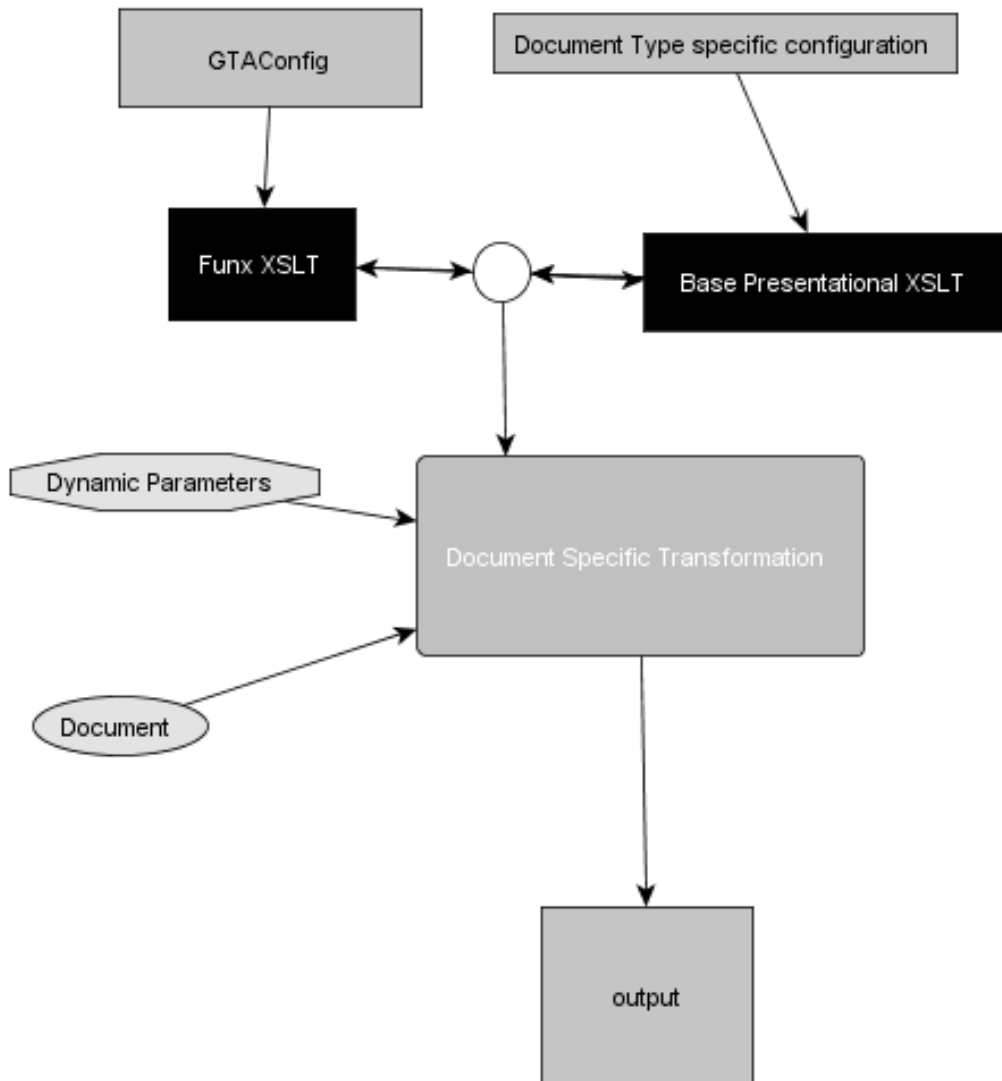 GTAConfig
Document Type specific configuration
Funx XSLT
Base Presentational XSLT
Dynamic Parameters
Document Specific Transformation
Document
output